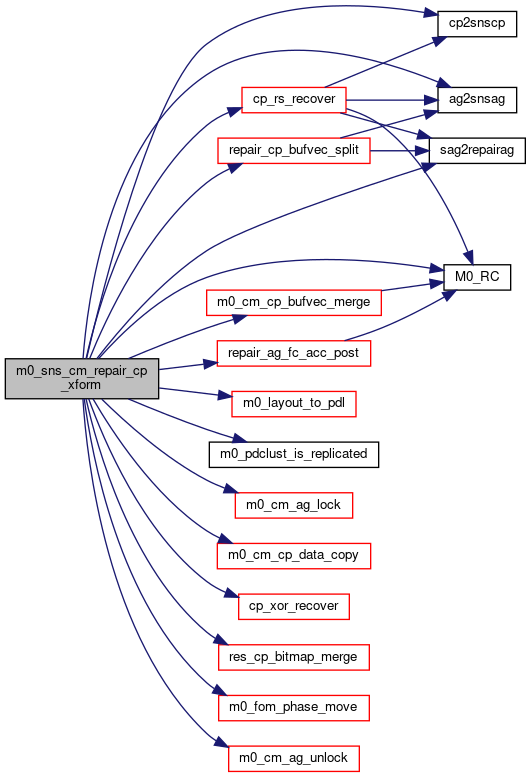 cp2snscp
cp_rs_recover
ag2snsag
repair_cp_bufvec_split
sag2repairag
M0_RC
m0_cm_cp_bufvec_merge
repair_ag_fc_acc_post
m0_sns_cm_repair_cp
_xform
m0_layout_to_pdl
m0_pdclust_is_replicated
m0_cm_ag_lock
m0_cm_cp_data_copy
cp_xor_recover
res_cp_bitmap_merge
m0_fom_phase_move
m0_cm_ag_unlock